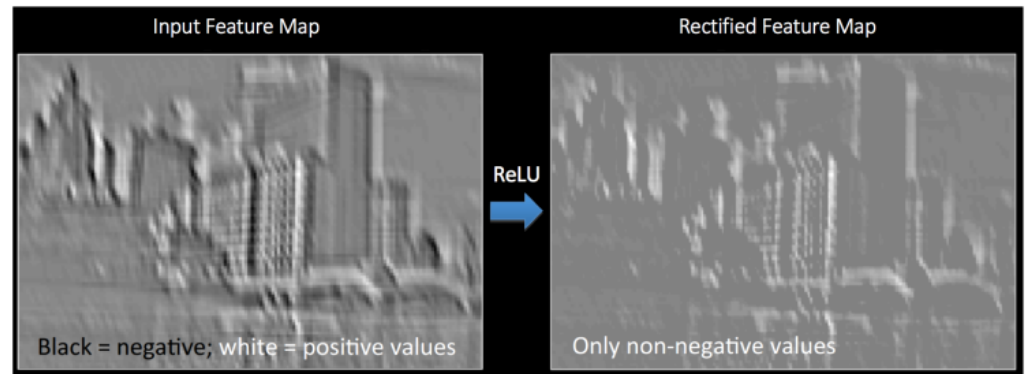 Input Feature Map
Rectified Feature Map
ReLU
Black = negative; white = positive values
Only non-negative values